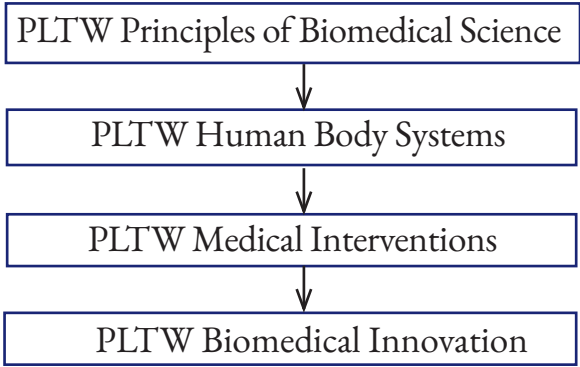 PLTW Principles of Biomedical Science
PLTW Human Body Systems
PLTW Medical Interventions
PLTW Biomedical Innovation